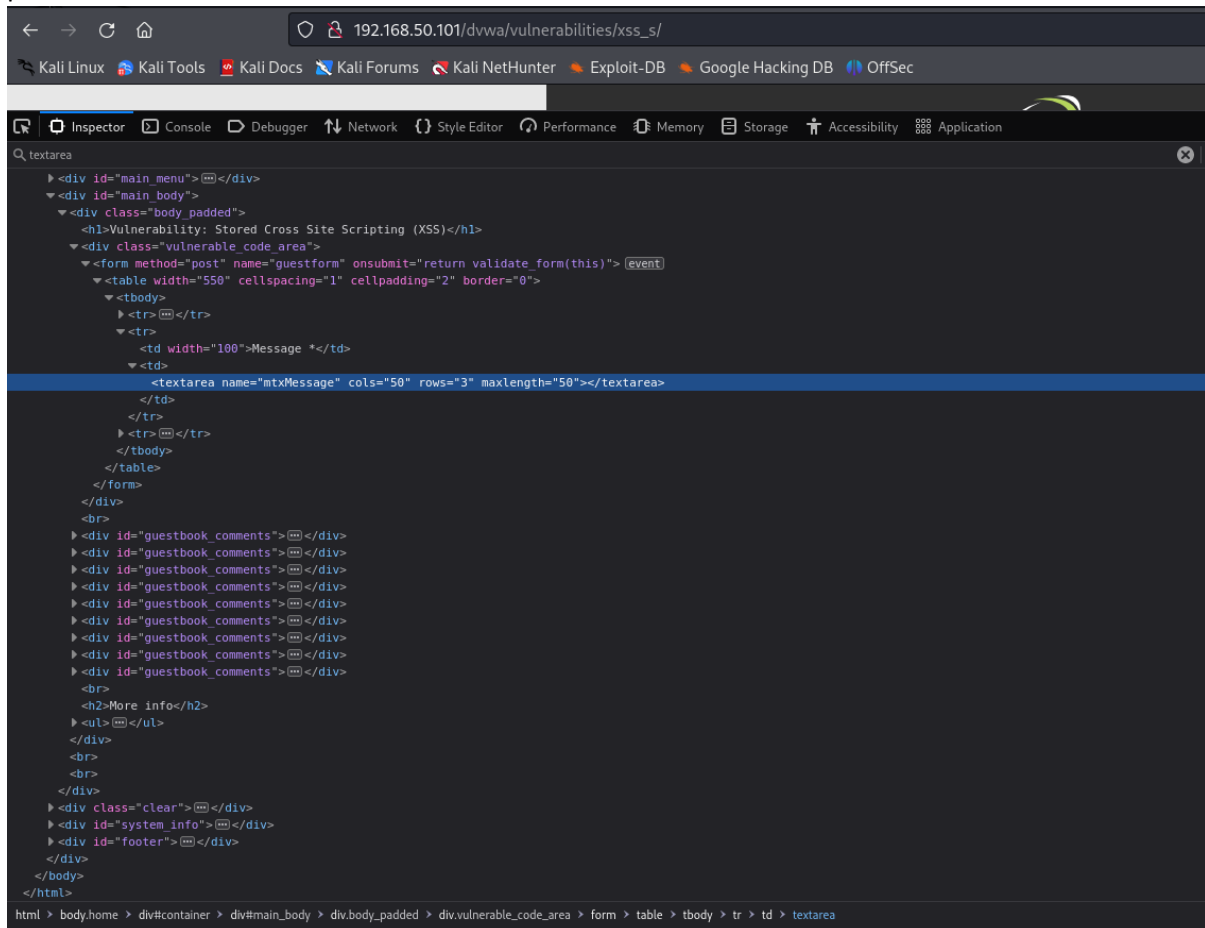 192.168.50.101/dvwa/vulnerabilities/xss_s/
Kali Linux Kali Tools Kali Docs Kali Forums Kali NetHunter Exploit-DB Google Hacking DB OffSec
Inspector Console Debugger Network Style Editor Performance Memory Storage Accessibility Application
textarea
<div id="main_menu"></div>
<div id="main_body">
<div class="body_padded">
<h1>Vulnerability: Stored Cross Site Scripting (XSS)</h1>
<div class="vulnerable_code_area">
<form method="post" name="guestform" onsubmit="return validate_form(this)"> event
<table width="550" cellspacing="1" cellpadding="2" border="0">
<tbody>
<tr></tr>
<tr>
<td width="100">Message *</td>
<td>
<textarea name="mtxMessage" cols="50" rows="3" maxlength="50"></textarea>
</td>
</tr>
<tr></tr>
</tbody>
</table>
</form>
</div>
<br>
<div id="guestbook_comments"></div>
<div id="guestbook_comments"></div>
<div id="guestbook_comments"></div>
<div id="guestbook_comments"></div>
<div id="guestbook_comments"></div>
<div id="guestbook_comments"></div>
<div id="guestbook_comments"></div>
<div id="guestbook_comments"></div>
<div id="guestbook_comments"></div>
<br>
<h2>More info</h2>
<ul></ul>
</div>
<br>
<br>
</div>
<div class="clear"></div>
<div id="system_info"></div>
<div id="footer"></div>
</div>
</body>
</html>
html > body.home > div#container > div#main_body > div.body_padded > div.vulnerable_code_area > form > table > tbody > tr > td > textarea